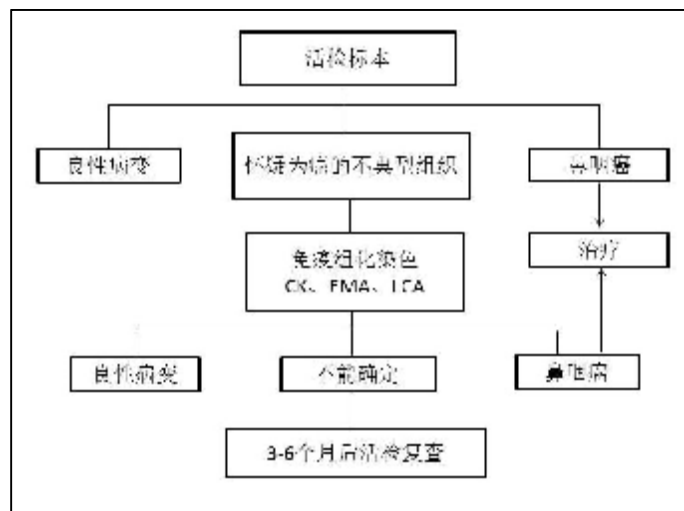 活检标本
良性病变
怀疑为癌的不典型组织
鼻咽癌
免疫组化染色
CK、EMA、LCA
治疗
良性病变
不能确定
鼻咽癌
3-6个月后活检复查